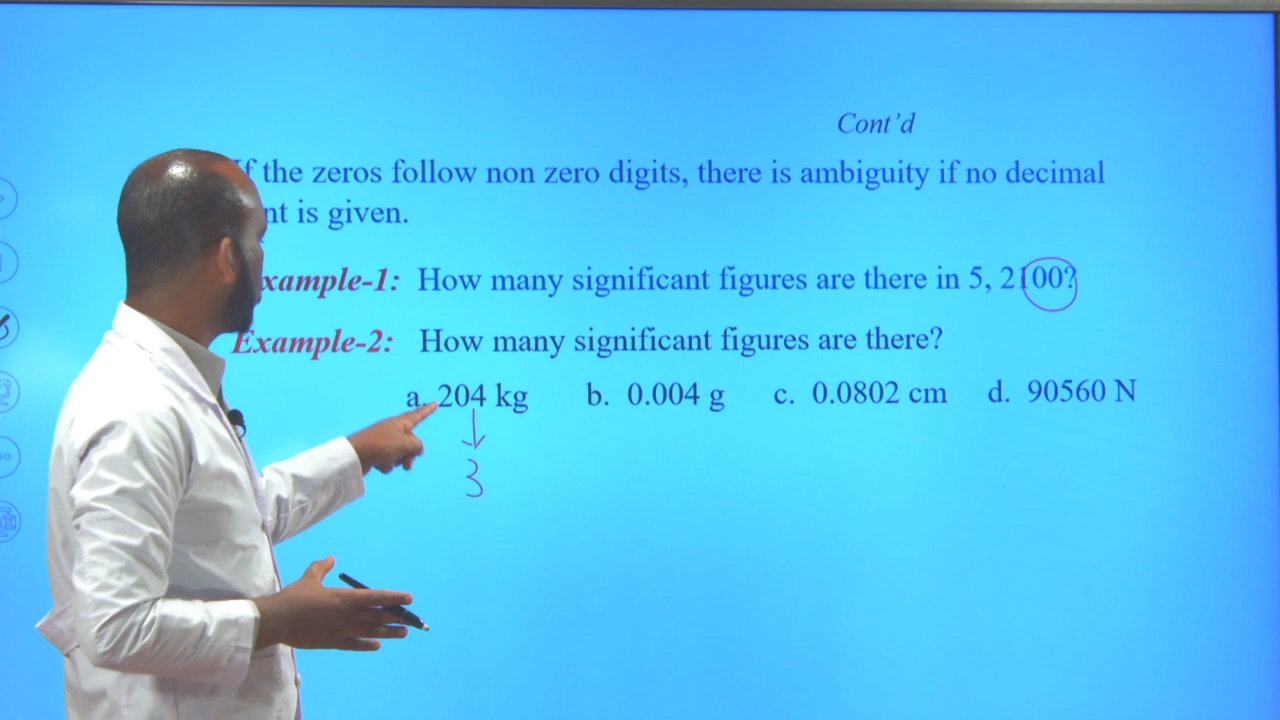 Cont'd
If the zeros follow non zero digits, there is ambiguity if no decimal
nt is given.
xample-1: How many significant figures are there in 5, 2100?
Example-2: How many significant figures are there?
a. 204 kg b. 0.004 g c. 0.0802 cm d. 90560 N
3